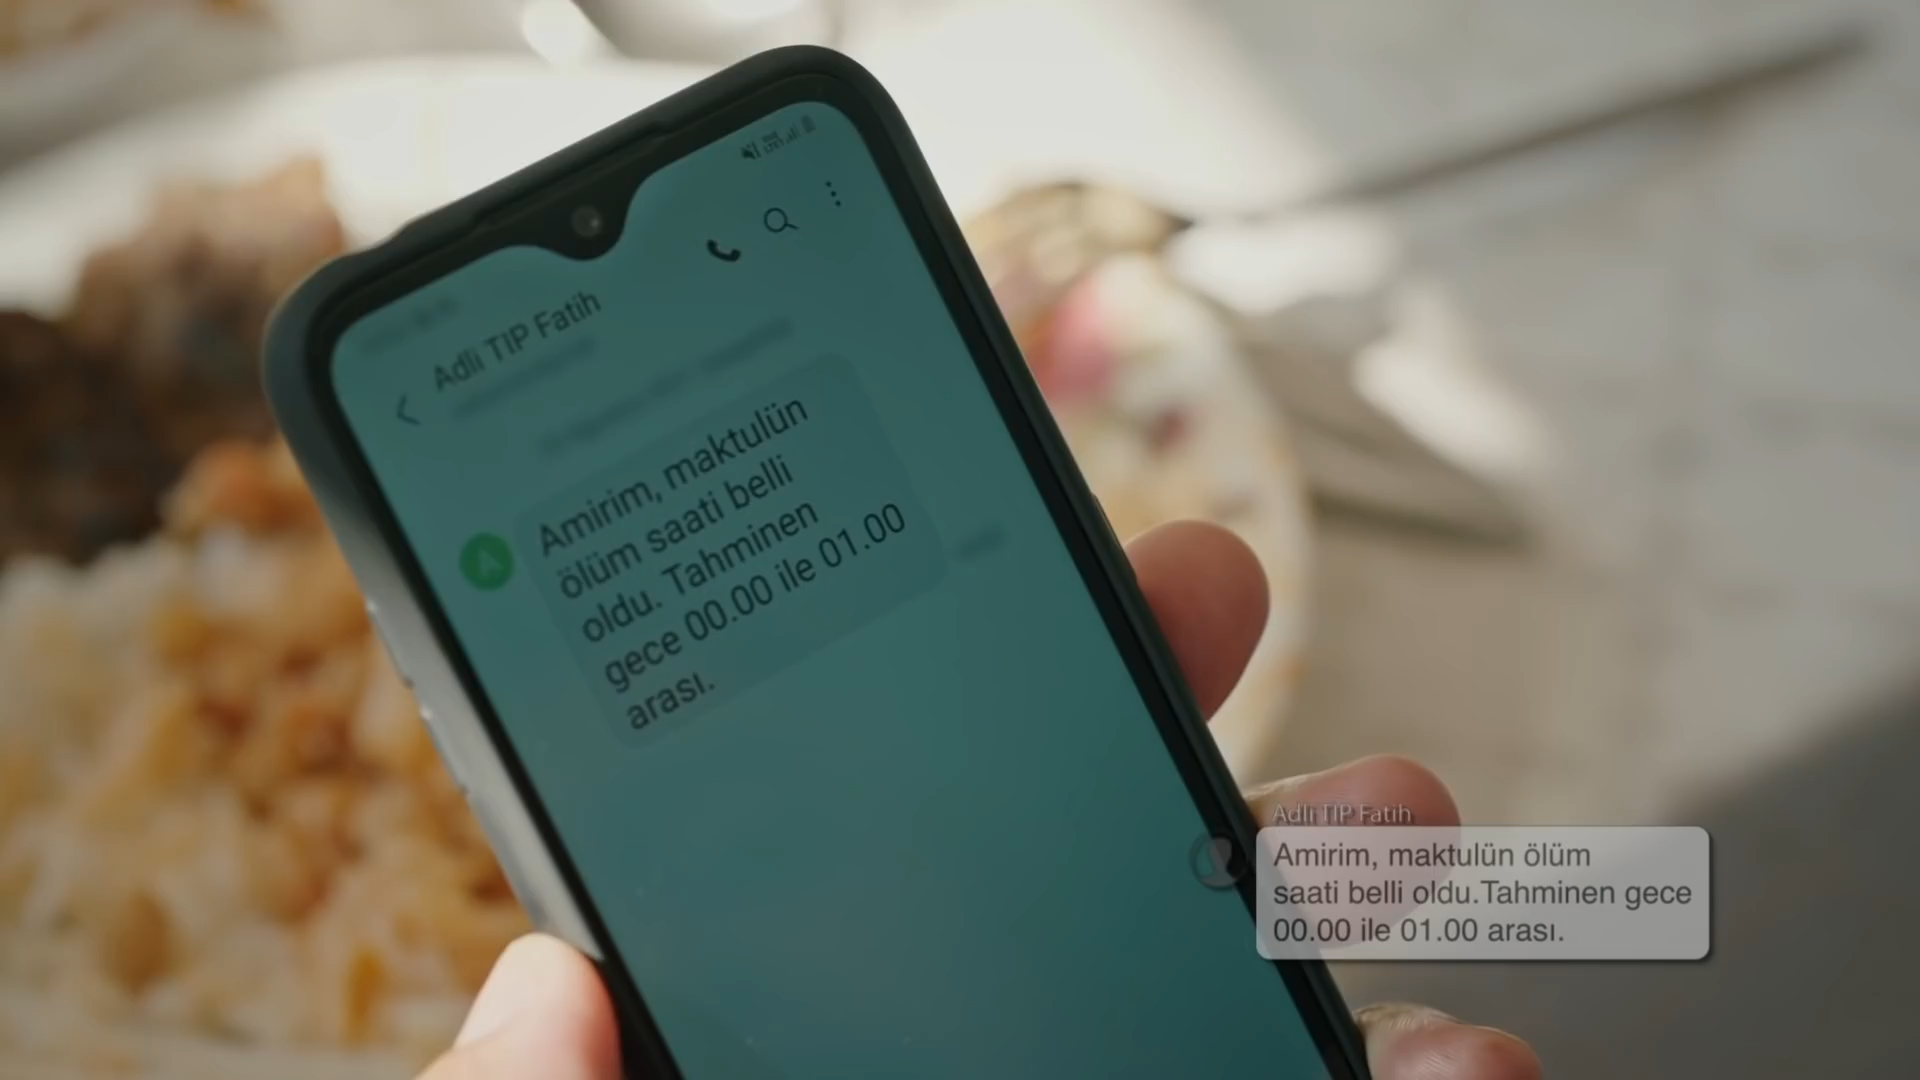 Adli TIP Fatih
Amirim, maktulün
ölüm saati belli
oldu. Tahminen
gece 00.00 ile 01.00
arası.
A
Adli TIP Fatih
Amirim, maktulün ölüm
saati belli oldu.Tahminen gece
00.00 ile 01.00 arası.